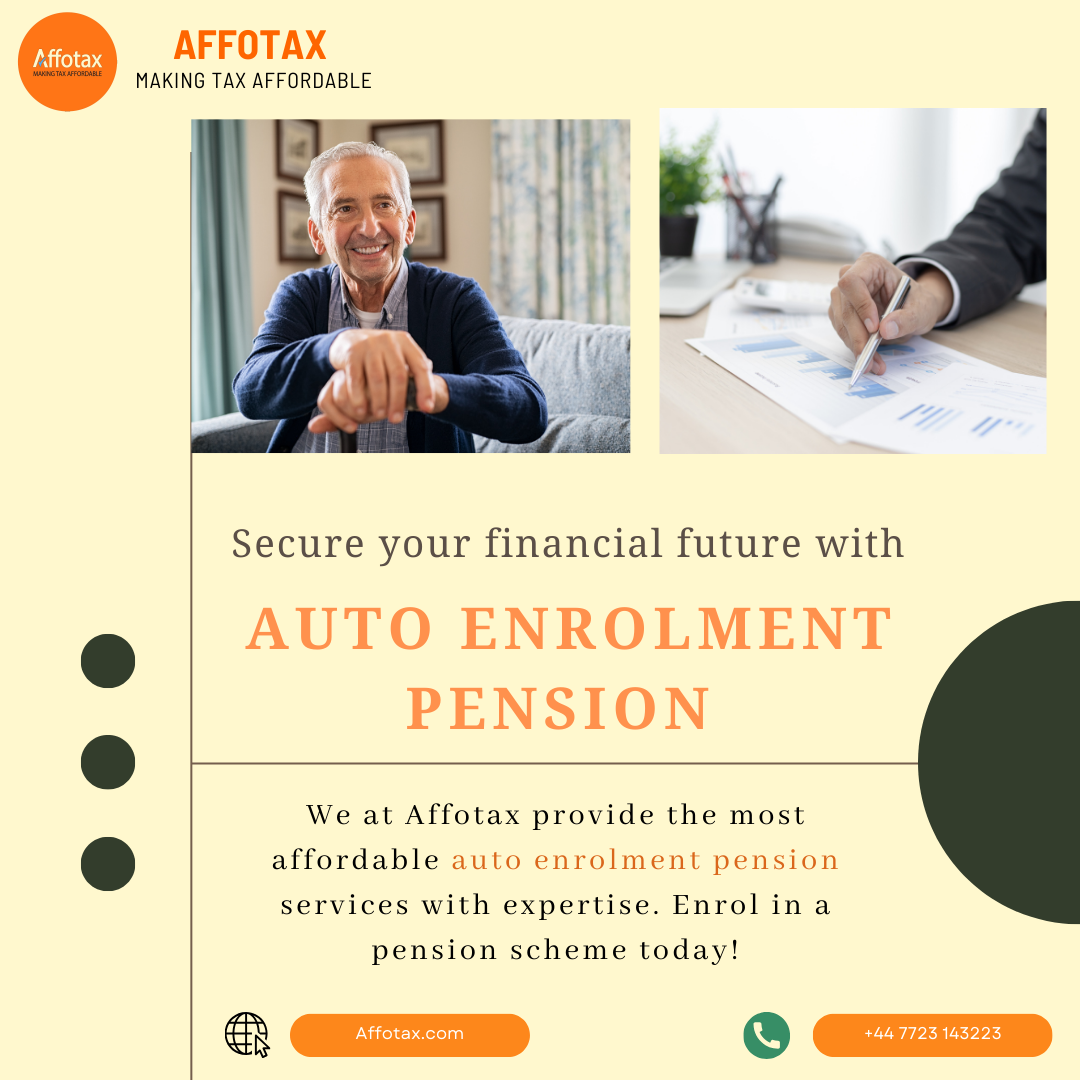 Affotax
MAKING TAX AFFORDABLE
AFFOTAX
MAKING TAX AFFORDABLE
Secure your financial future with
AUTO ENROLMENT
PENSION
We at Affotax provide the most
affordable auto enrolment pension
services with expertise. Enrol in a
pension scheme today!
Affotax.com
+44 7723 143223